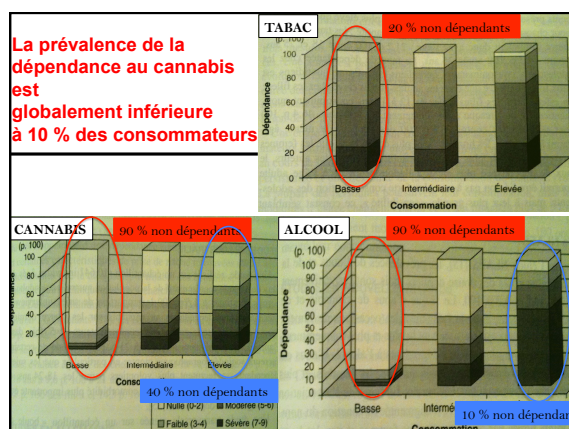 La prévalence de la
dépendance au cannabis
est
globalement inférieure
à 10 % des consommateurs
TABAC
20 % non dépendants
(p. 100)
100
80
60
40
20
0
Dépendance
Basse
Intermédiaire
Élevée
Consommation
CANNABIS
90 % non dépendants
(p. 100)
100
80
60
40
20
0
Dépendance
Basse
Intermédiaire
Élevée
40 % non dépendants
Nulle (0-2)
Modérée (5-6)
Faible (3-4)
Sévère (7-9)
ALCOOL
90 % non dépendants
(p. 100)
100
90
80
70
60
50
40
30
20
10
0
Dépendance
Basse
Élevée
10 % non dépendan
Consommation